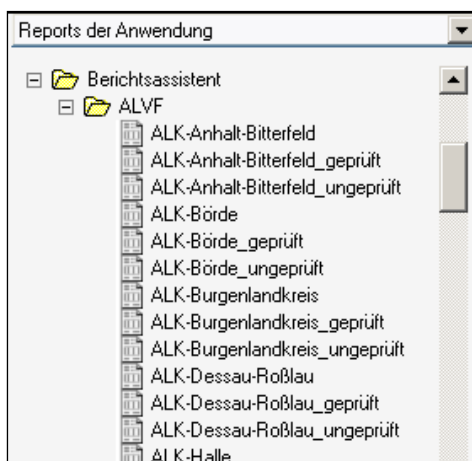 Reports der Anwendung
Berichtsassistent
ALVF
ALK-Anhalt-Bitterfeld
ALK-Anhalt-Bitterfeld_geprüft
ALK-Anhalt-Bitterfeld_ungeprüft
ALK-Börde
ALK-Börde_geprüft
ALK-Börde_ungeprüft
ALK-Burgenlandkreis
ALK-Burgenlandkreis_geprüft
ALK-Burgenlandkreis_ungeprüft
ALK-Dessau-Roßlau
ALK-Dessau-Roßlau_geprüft
ALK-Dessau-Roßlau_ungeprüft
ALK-Halle